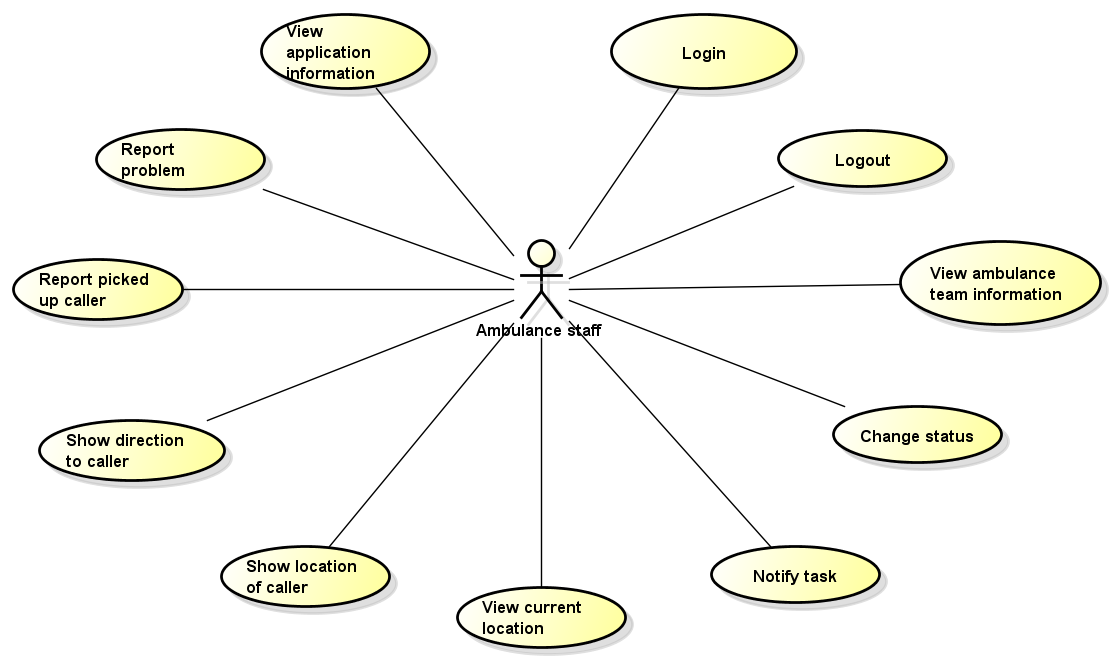 View
application
information
Login
Report
problem
Logout
Report picked
up caller
View ambulance
team information
Ambulance staff
Show direction
to caller
Change status
Show location
of caller
Notify task
View current
location